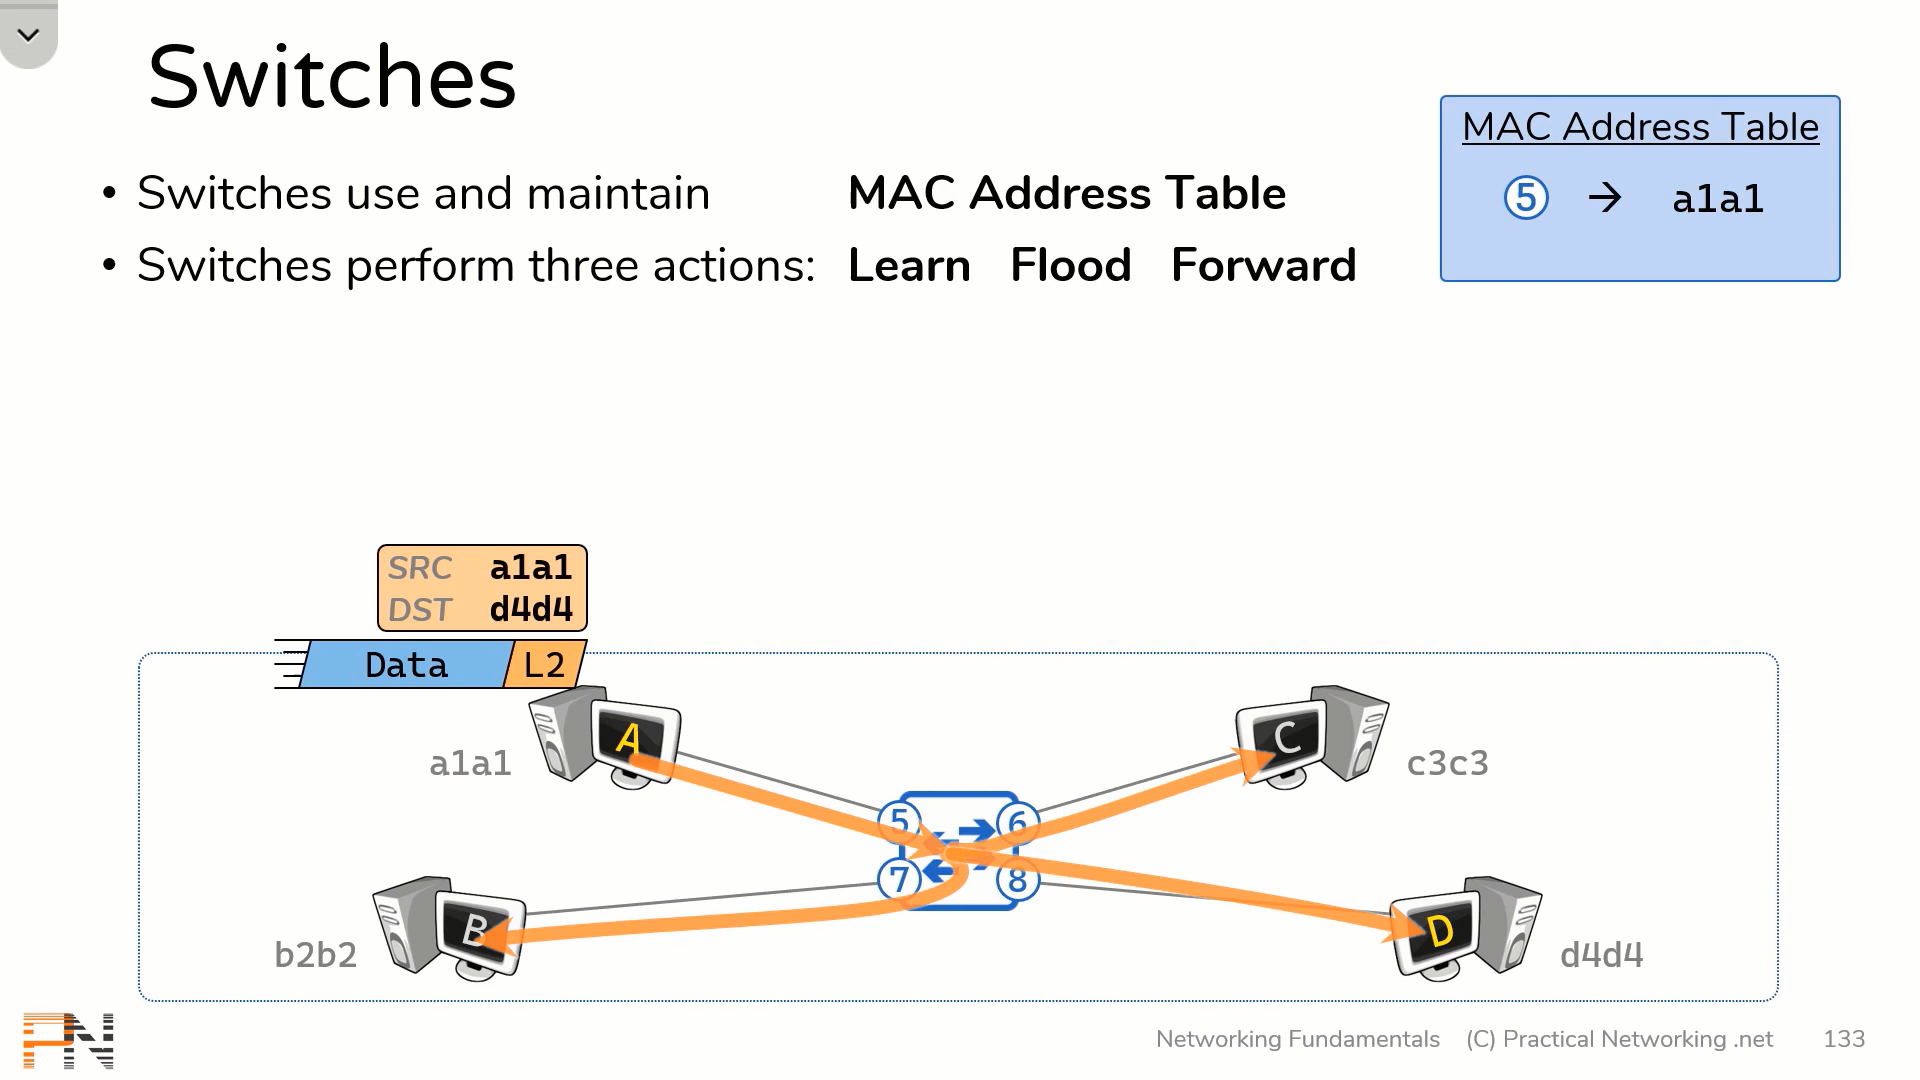 Switches
MAC Address Table
⑤ → a1a1
• Switches use and maintain MAC Address Table
• Switches perform three actions: Learn Flood Forward
SRC a1a1
DST d4d4
Data L2
A
C
a1a1
c3c3
5 6
7 8
B
D
b2b2
d4d4
PN
Networking Fundamentals (C) Practical Networking .net 133